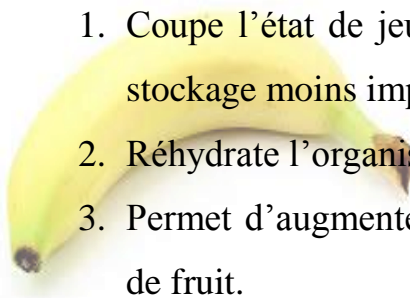 1. Coupe l’état de
stockage moins
2. Réhydrate
3. Permet
de fruit.